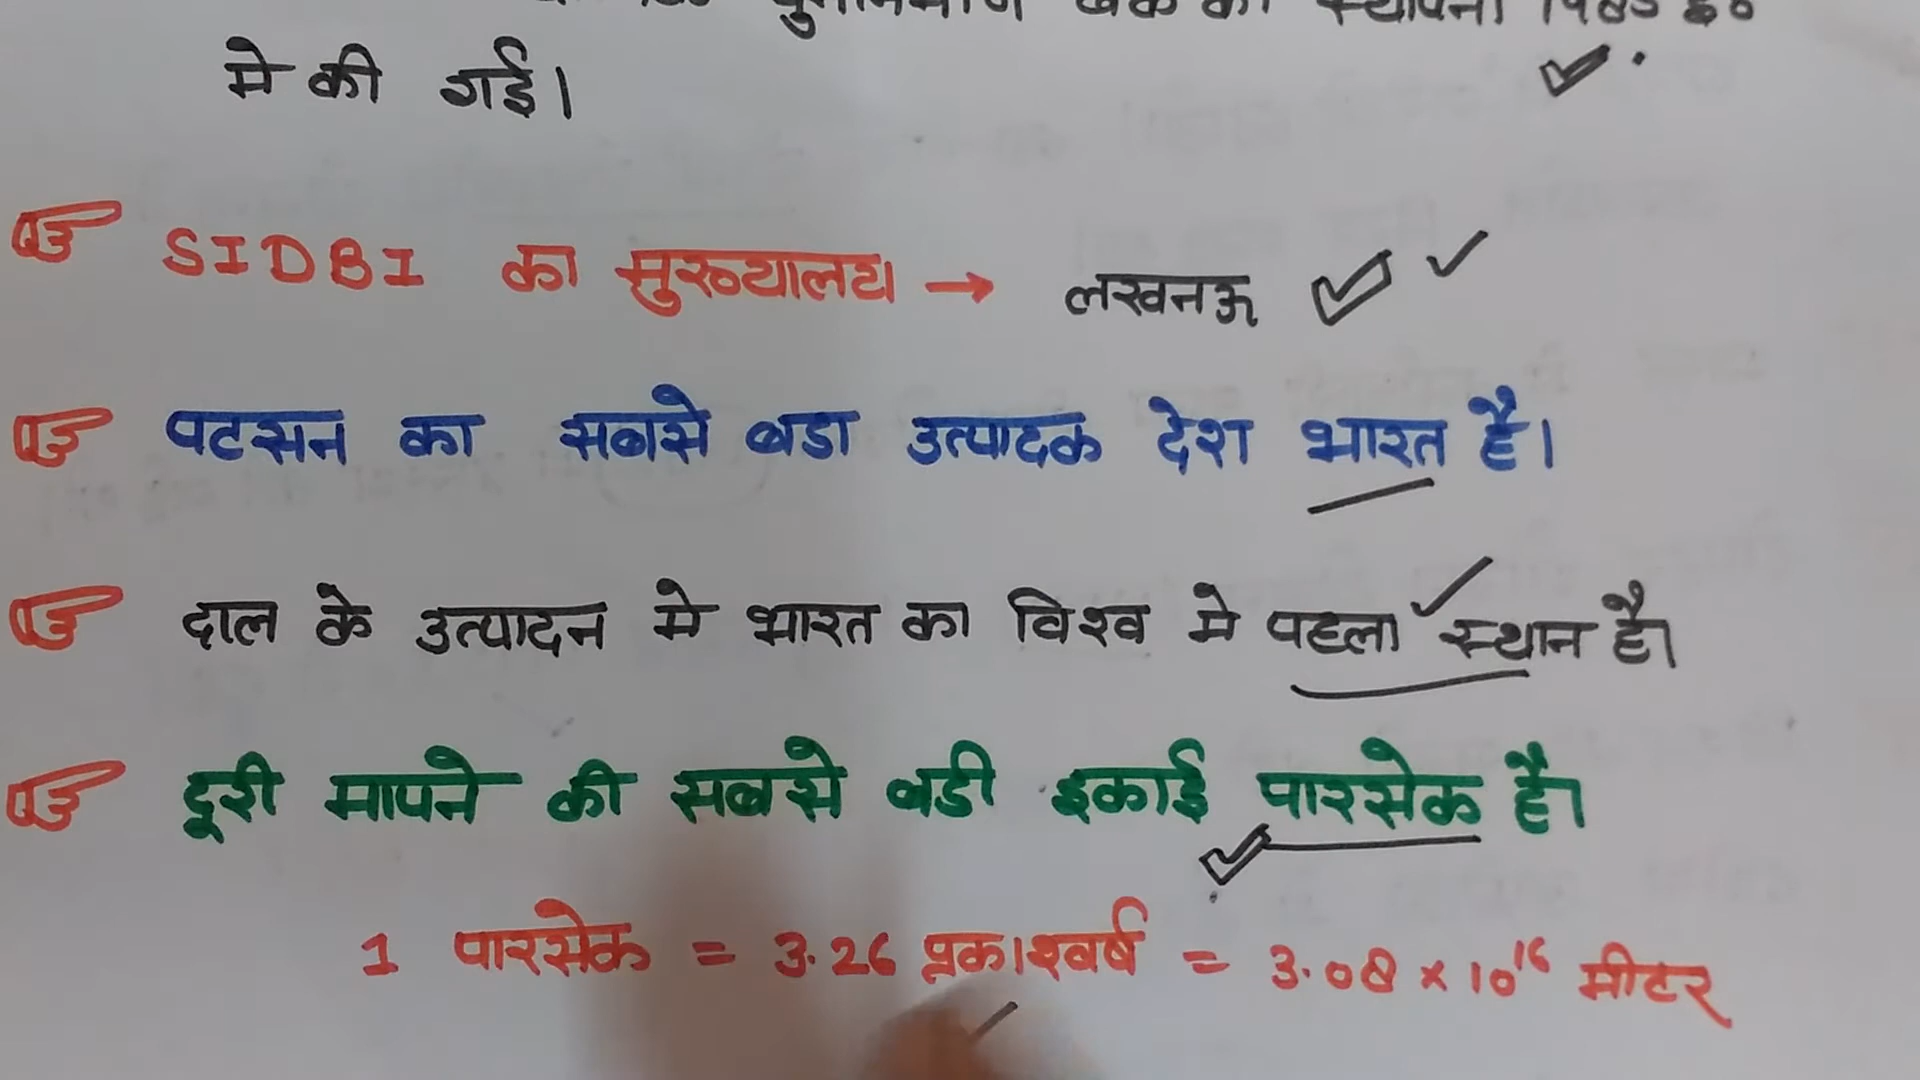 की स्थापना
मे की गई।
SIDBI का मुख्यालय → लखनऊ
पटसन का सबसे बडा उत्पादक देश भारत है।
दाल के उत्पादन मे भारत का विश्व मे पहला स्थान है।
दूरी मापने की सबसे बडी इकाई पारसेक है।
1 पारसेक = 3.26 प्रकाशवर्ष = 3.08 × 10¹⁶ मीटर